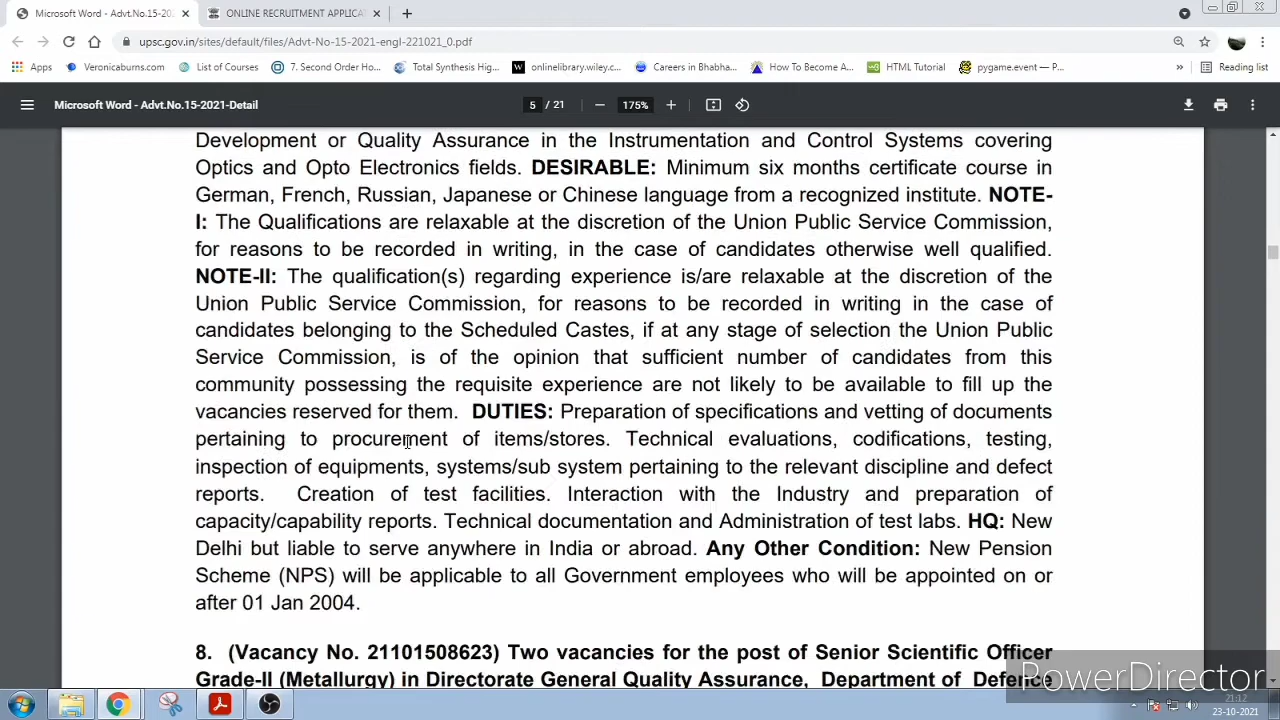 Microsoft Word - Advt.No.15-202
ONLINE RECRUITMENT APPLICA
upsc.gov.in/sites/default/files/Advt-No-15-2021-engl-221021_0.pdf
Apps Veronicaburns.com List of Courses 7. Second Order Ho... Total Synthesis Hig... onlinelibrary.wiley.c... Careers in Bhabha... How To Become A... HTML Tutorial pygame.event — P... » Reading list
Microsoft Word - Advt.No.15-2021-Detail 5 / 21 175%
Development or Quality Assurance in the Instrumentation and Control Systems covering
Optics and Opto Electronics fields. DESIRABLE: Minimum six months certificate course in
German, French, Russian, Japanese or Chinese language from a recognized institute. NOTE-
I: The Qualifications are relaxable at the discretion of the Union Public Service Commission,
for reasons to be recorded in writing, in the case of candidates otherwise well qualified.
NOTE-II: The qualification(s) regarding experience is/are relaxable at the discretion of the
Union Public Service Commission, for reasons to be recorded in writing in the case of
candidates belonging to the Scheduled Castes, if at any stage of selection the Union Public
Service Commission, is of the opinion that sufficient number of candidates from this
community possessing the requisite experience are not likely to be available to fill up the
vacancies reserved for them. DUTIES: Preparation of specifications and vetting of documents
pertaining to procurement of items/stores. Technical evaluations, codifications, testing,
inspection of equipments, systems/sub system pertaining to the relevant discipline and defect
reports. Creation of test facilities. Interaction with the Industry and preparation of
capacity/capability reports. Technical documentation and Administration of test labs. HQ: New
Delhi but liable to serve anywhere in India or abroad. Any Other Condition: New Pension
Scheme (NPS) will be applicable to all Government employees who will be appointed on or
after 01 Jan 2004.
8. (Vacancy No. 21101508623) Two vacancies for the post of Senior Scientific Officer
Grade-II (Metallurgy) in Directorate General Quality Assurance, Department of Defence
PowerDirector
21:12
23-10-2021